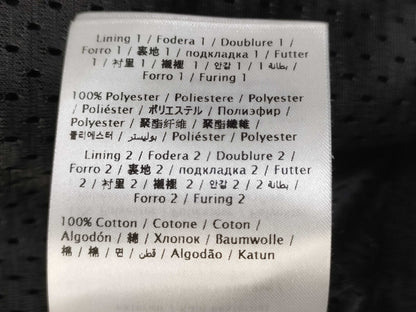 Lining 1 / Fodera 1 / Doublure 1 /
Forro 1 / 裏地 1 / подкладка 1 / Futter
1 / 衬里 1 / 襯裡 1 / 안감 1 / 1 بطانة /
Forro 1 / Furing 1
100% Polyester / Poliestere / Polyester
/ Poliéster / ポリエステル / Полиэфир /
Polyester / 聚酯纤维 / 聚酯纖維 /
폴리에스터 / بوليستر / Poliéster / Polyester
Lining 2 / Fodera 2 / Doublure 2 /
Forro 2 / 裏地 2 / подкладка 2 / Futter
2 / 衬里 2 / 襯裡 2 / 안감 2 / 2 بطانة /
Forro 2 / Furing 2
100% Cotton / Cotone / Coton /
Algodón / 綿 / Хлопок / Baumwolle /
棉 / 棉 / 면 / قطن / Algodão / Katun